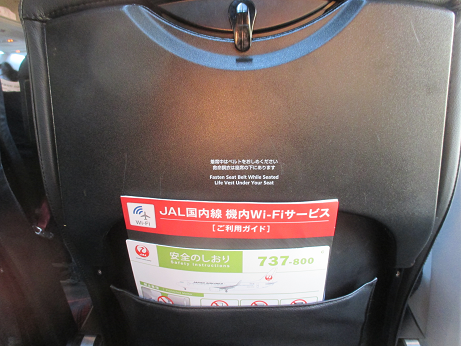 着席中はベルトをおしめください
救命胴衣は座席の下にあります
Fasten Seat Belt While Seated
Life Vest Under Your Seat
Wi-Fi
JAL国内線 機内Wi-Fiサービス
【ご利用ガイド】
安全のしおり
Safety Instructions
737-800